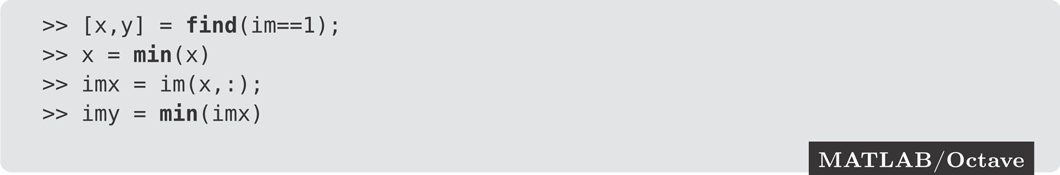 >> [x,y] = find(im==1);
>> x = min(x)
>> imx = im(x,:);
>> imy = min(imx)
MATLAB/Octave